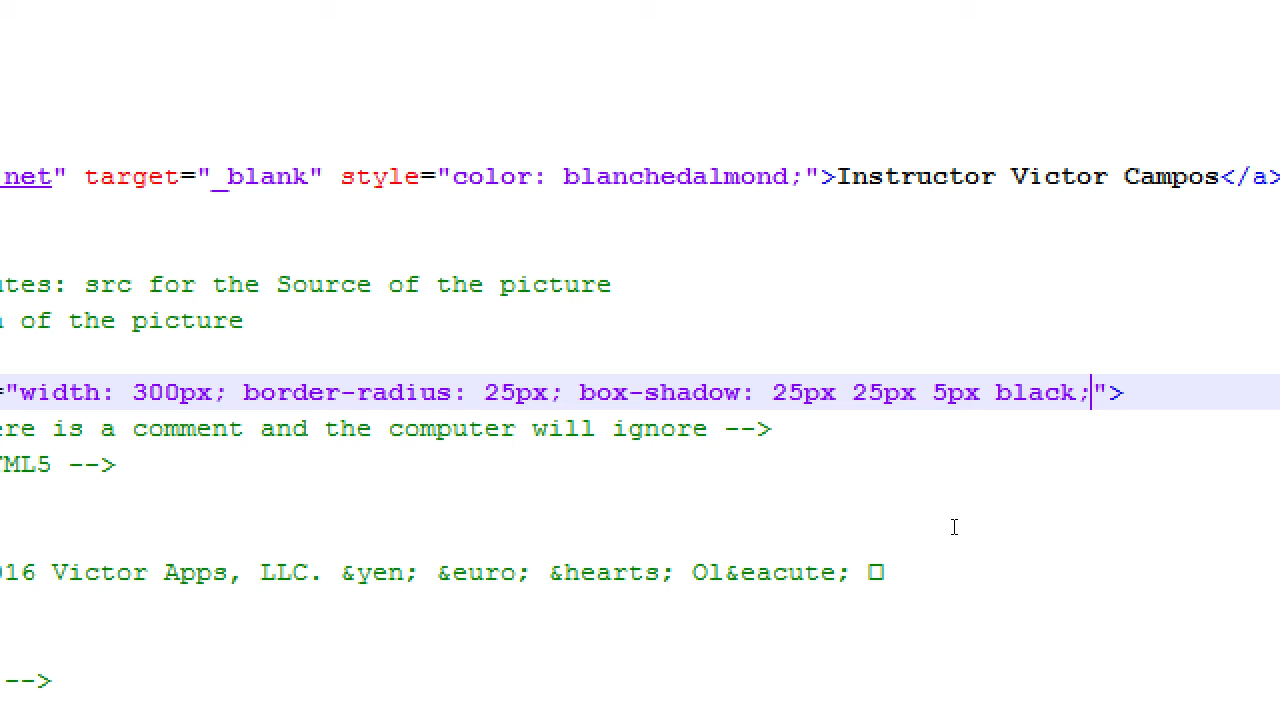 net" target="_blank" style="color: blanchedalmond;">Instructor Victor Campos</a>
utes: src for the Source of the picture
of the picture
="width: 300px; border-radius: 25px; box-shadow: 25px 25px 5px black;">
ere is a comment and the computer will ignore -->
TML5 -->
016 Victor Apps, LLC. &yen; &euro; &hearts; Ol&eacute; □
-->